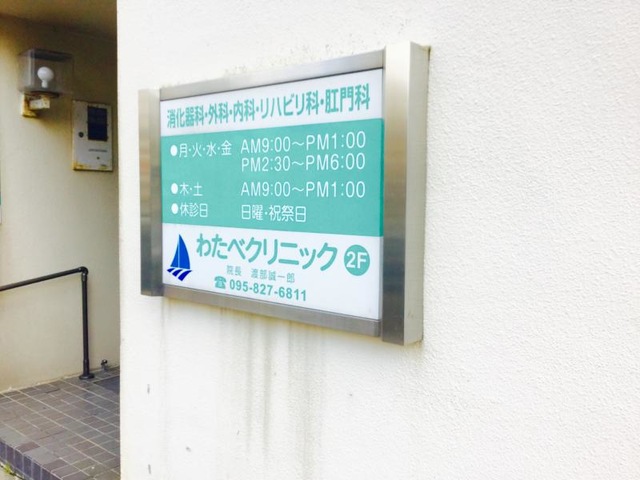 消化器科・外科・内科・リハビリ科・肛門科
●月・火・水・金 AM9:00～PM1:00
PM2:30～PM6:00
●木・土 AM9:00～PM1:00
●休診日 日曜・祝祭日
わたべクリニック 2F
院長 渡部誠一郎
☎095-827-6811